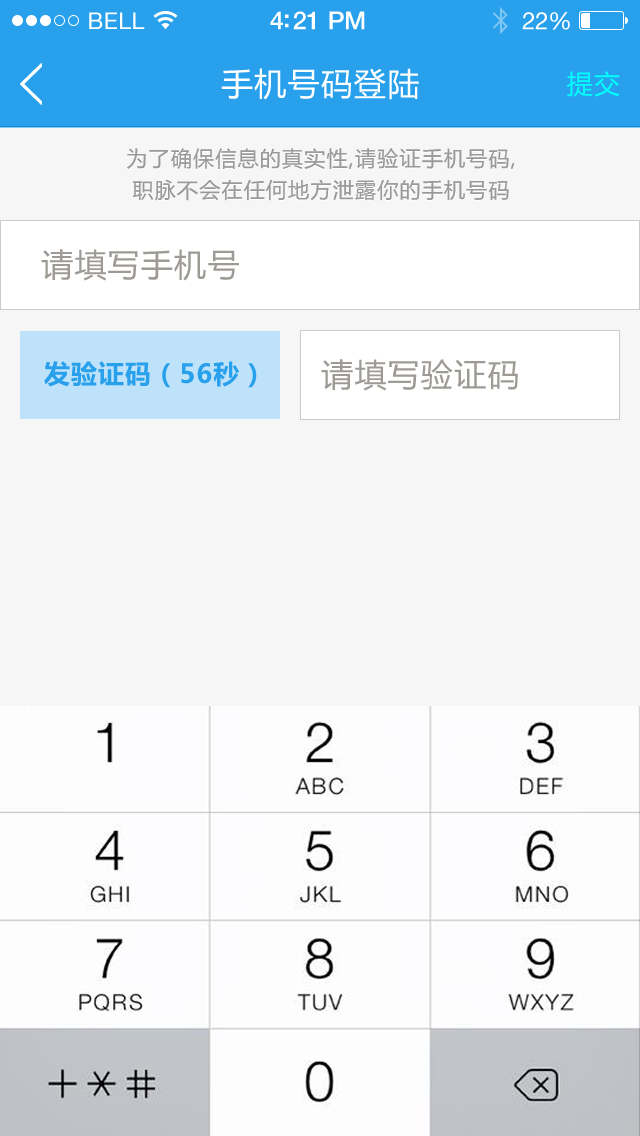 BELL 4:21 PM 22%
手机号码登陆 提交
为了确保信息的真实性,请验证手机号码,
职脉不会在任何地方泄露你的手机号码
请填写手机号
发验证码（56秒） 请填写验证码
1 2 3
ABC DEF
4 5 6
GHI JKL MNO
7 8 9
PQRS TUV WXYZ
+*# 0